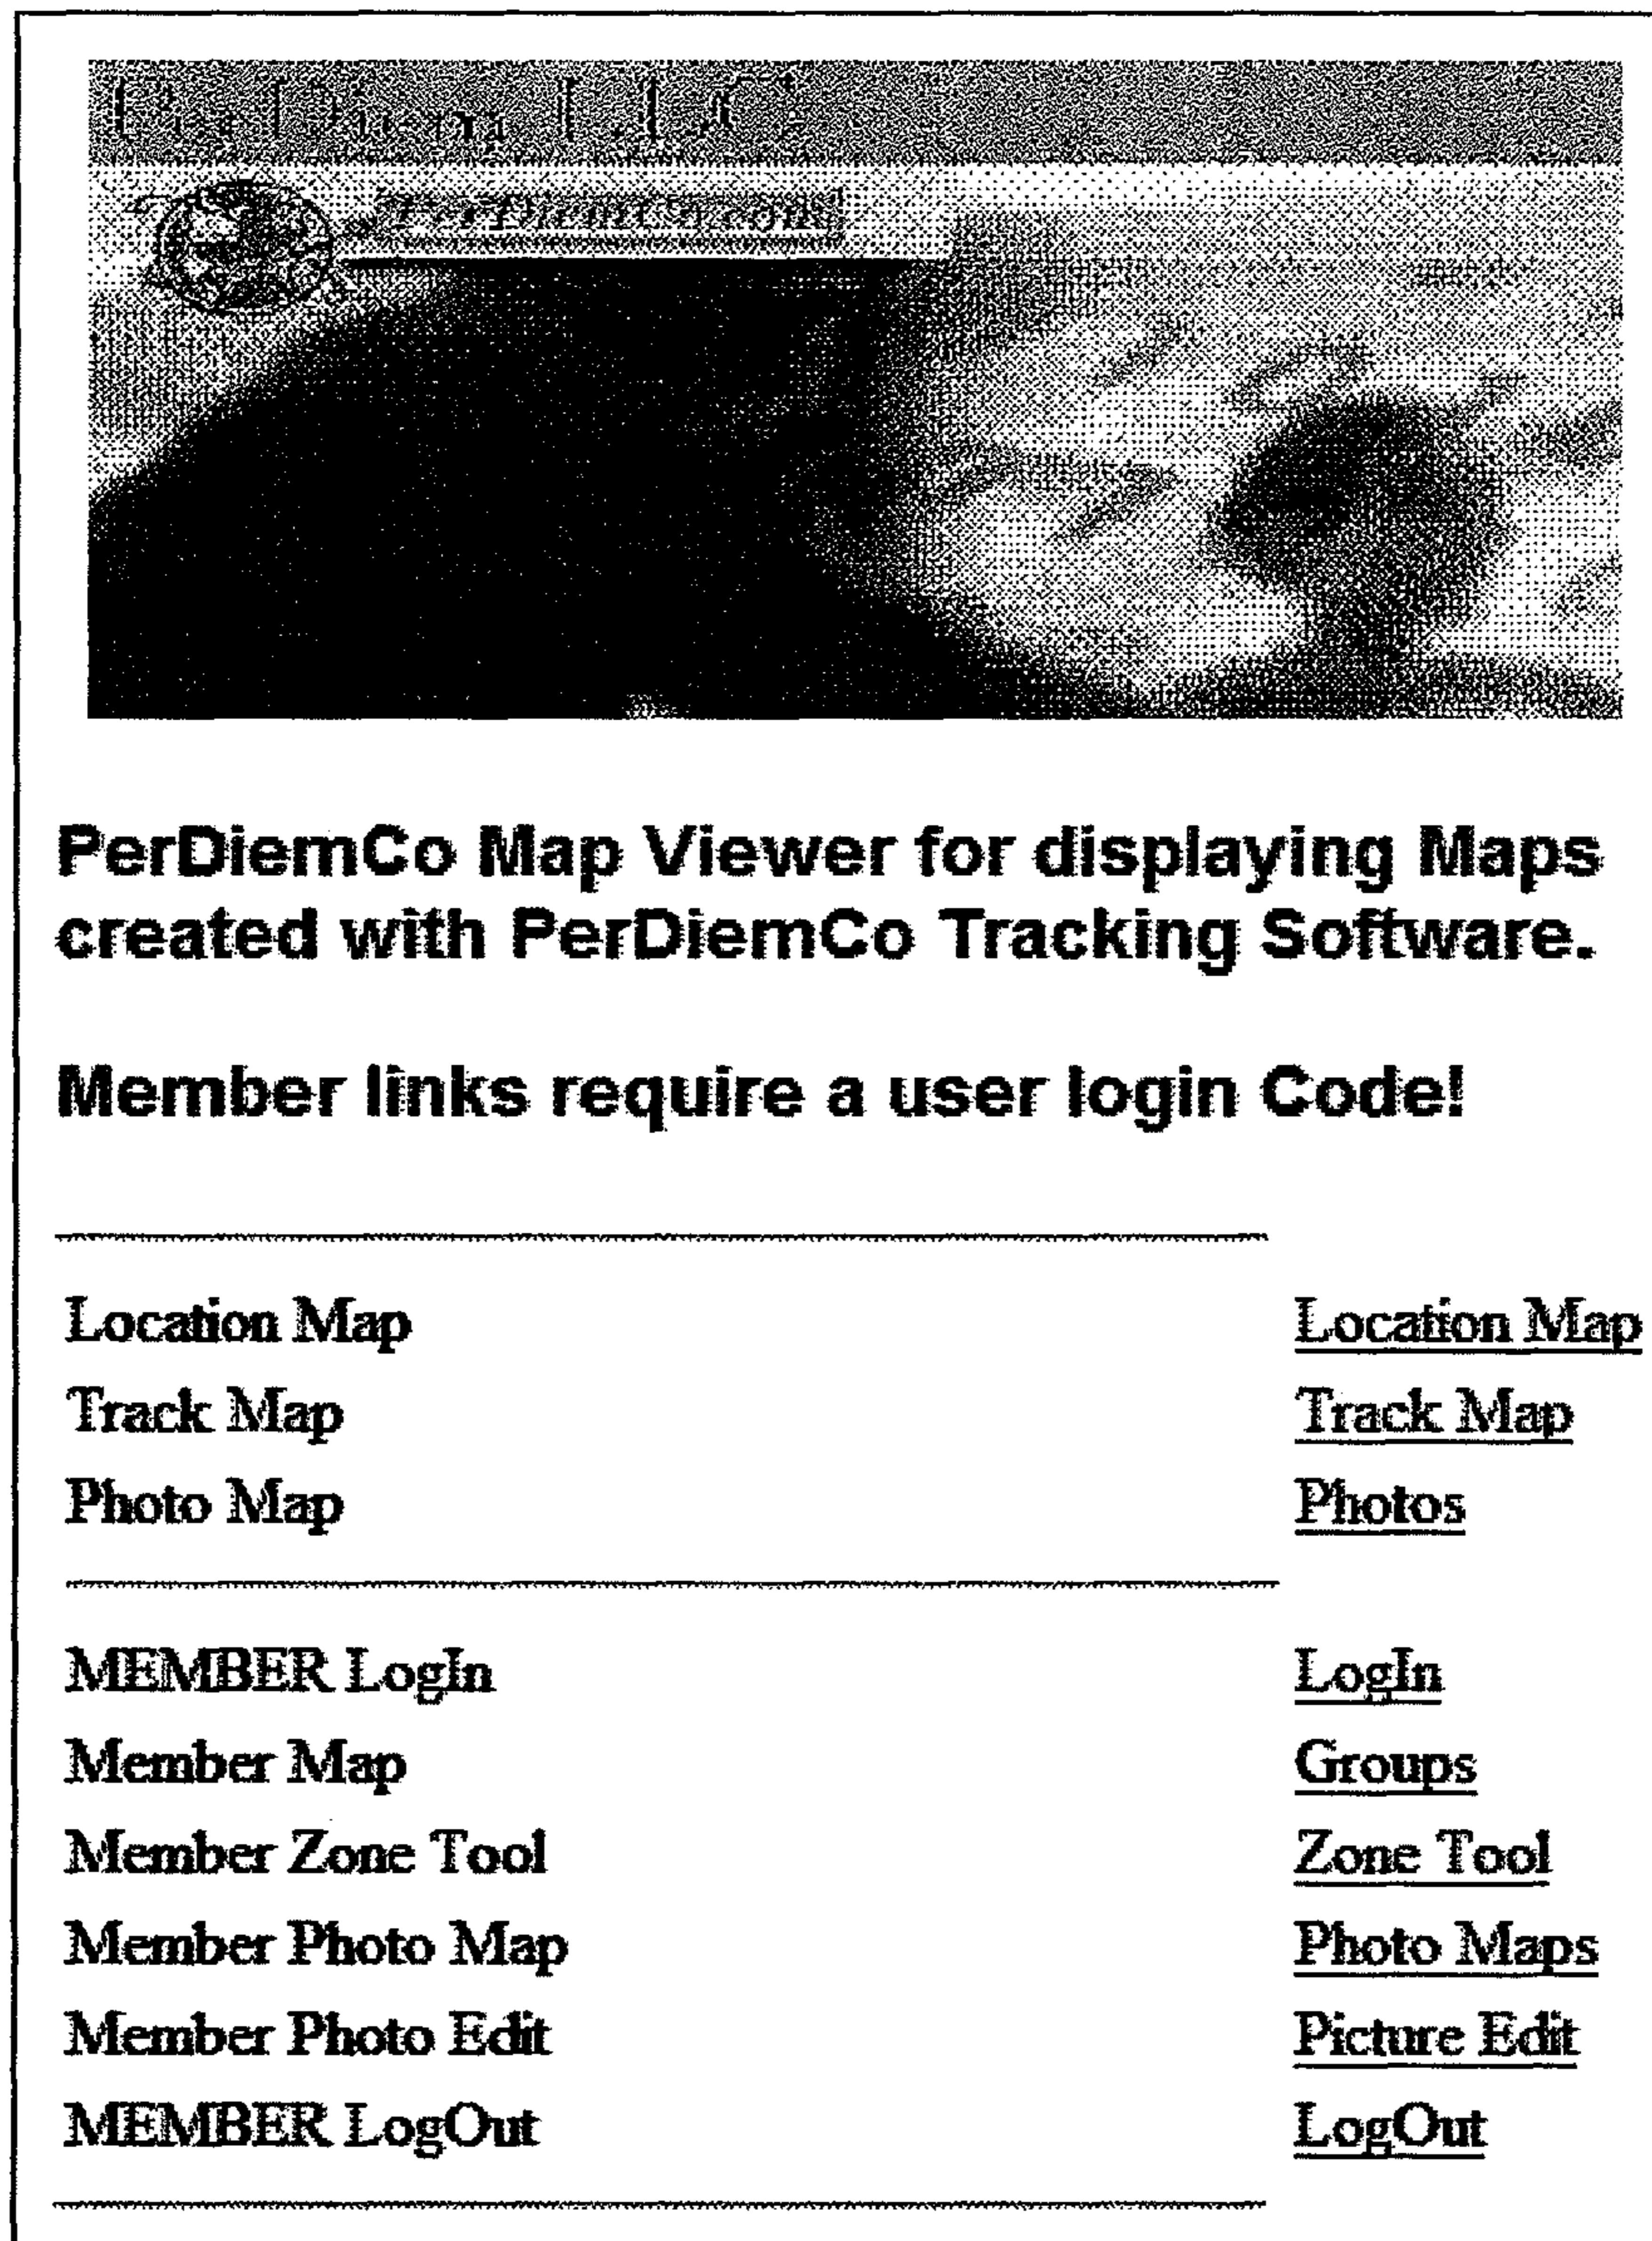 PerDiem LLC
PerDiemCo Map Viewer for displaying Maps
created with PerDiemCo Tracking Software.
Member links require a user login Code!
Location Map Location Map
Track Map Track Map
Photo Map Photos
MEMBER LogIn LogIn
Member Map Groups
Member Zone Tool Zone Tool
Member Photo Map Photo Maps
Member Photo Edit Picture Edit
MEMBER LogOut LogOut